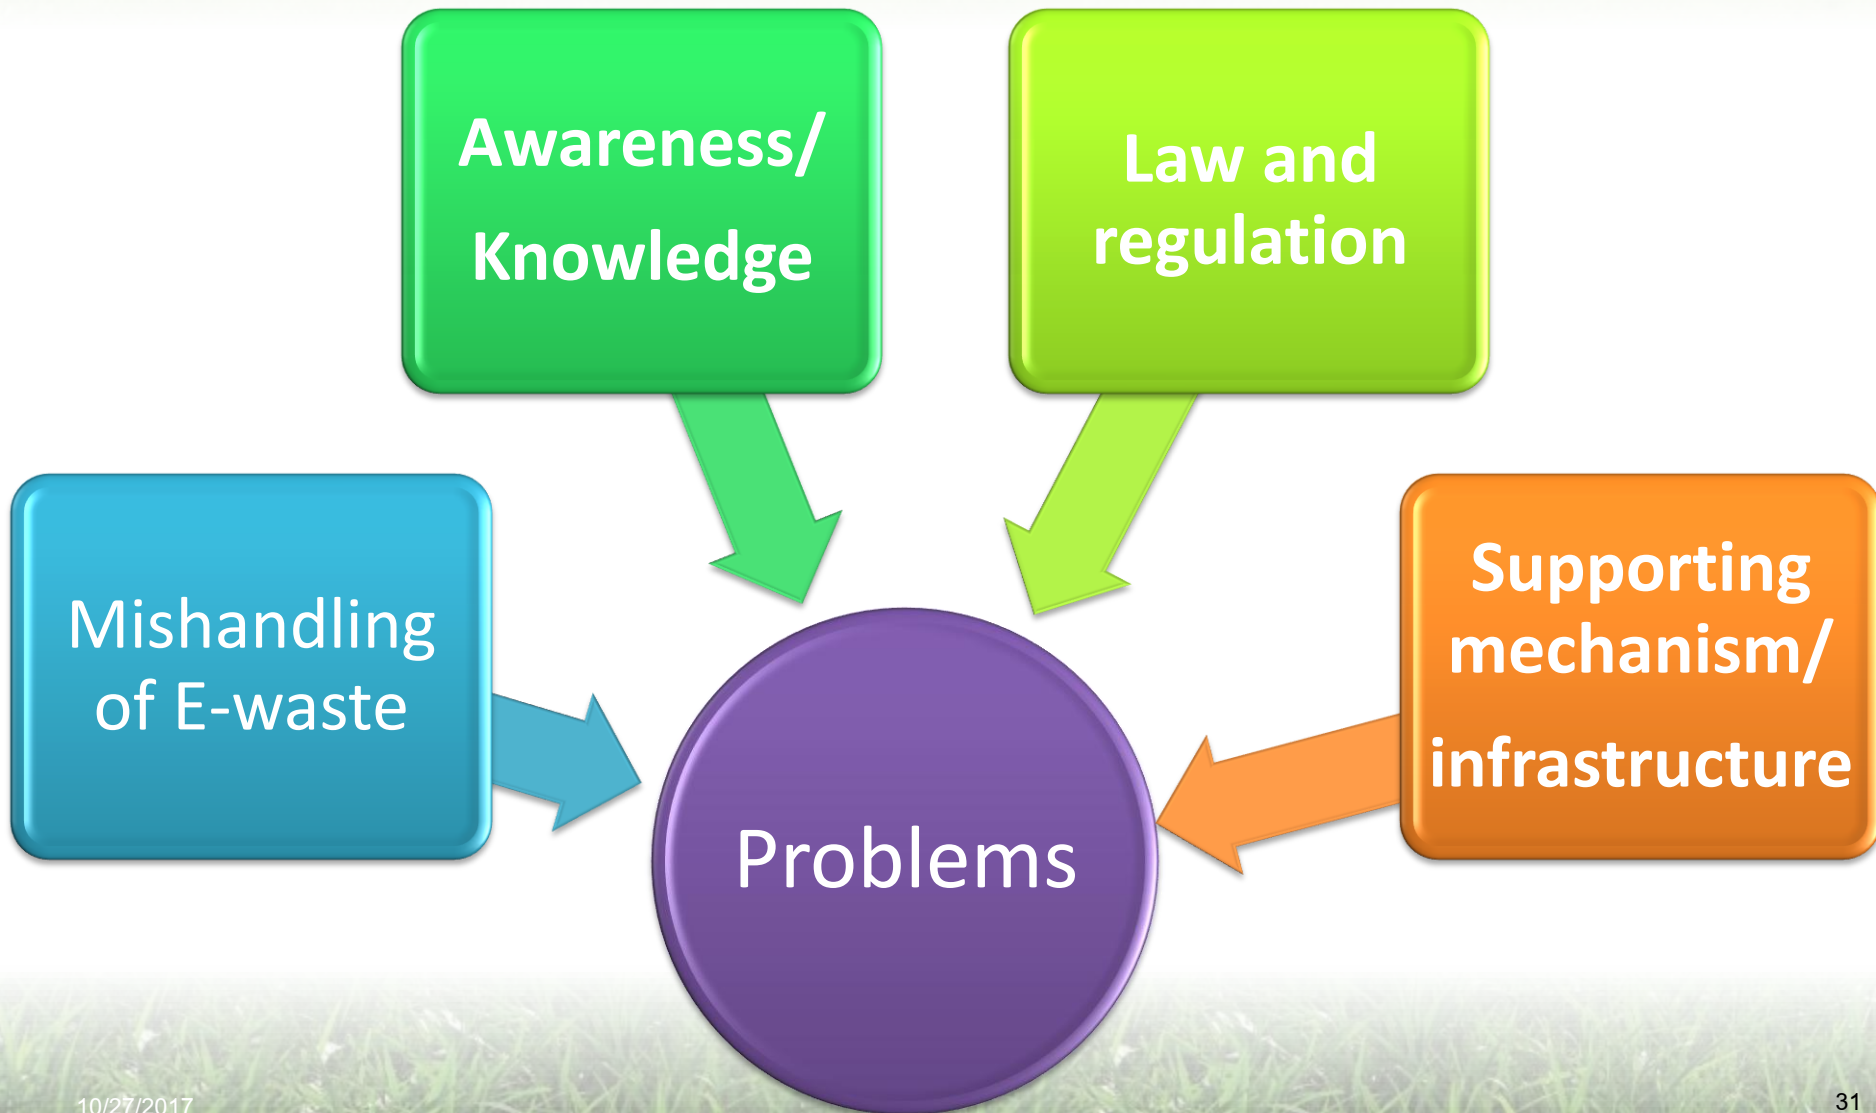 Awareness/
Knowledge
Law and
regulation
Mishandling
of E-waste
Supporting
mechanism/
infrastructure
Problems
10/27/2017
31